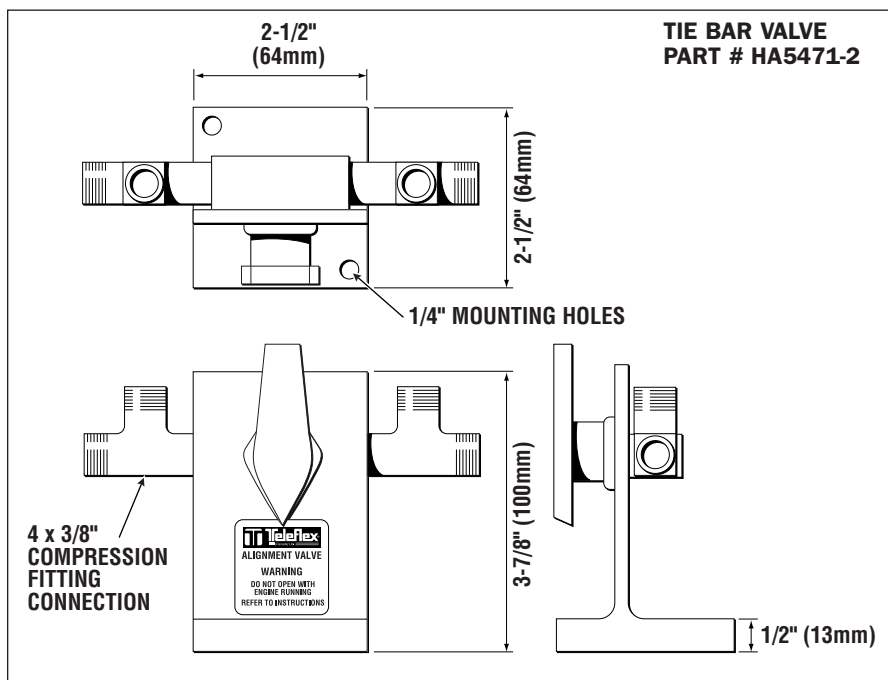 TIE BAR VALVE
PART # HA5471-2
2-1/2"
(64mm)
2-1/2" (64mm)
1/4" MOUNTING HOLES
4 x 3/8"
COMPRESSION
FITTING
CONNECTION
3-7/8" (100mm)
Teleflex
ALIGNMENT VALVE
WARNING
DO NOT OPEN WITH
ENGINE RUNNING
REFER TO INSTRUCTIONS
1/2" (13mm)